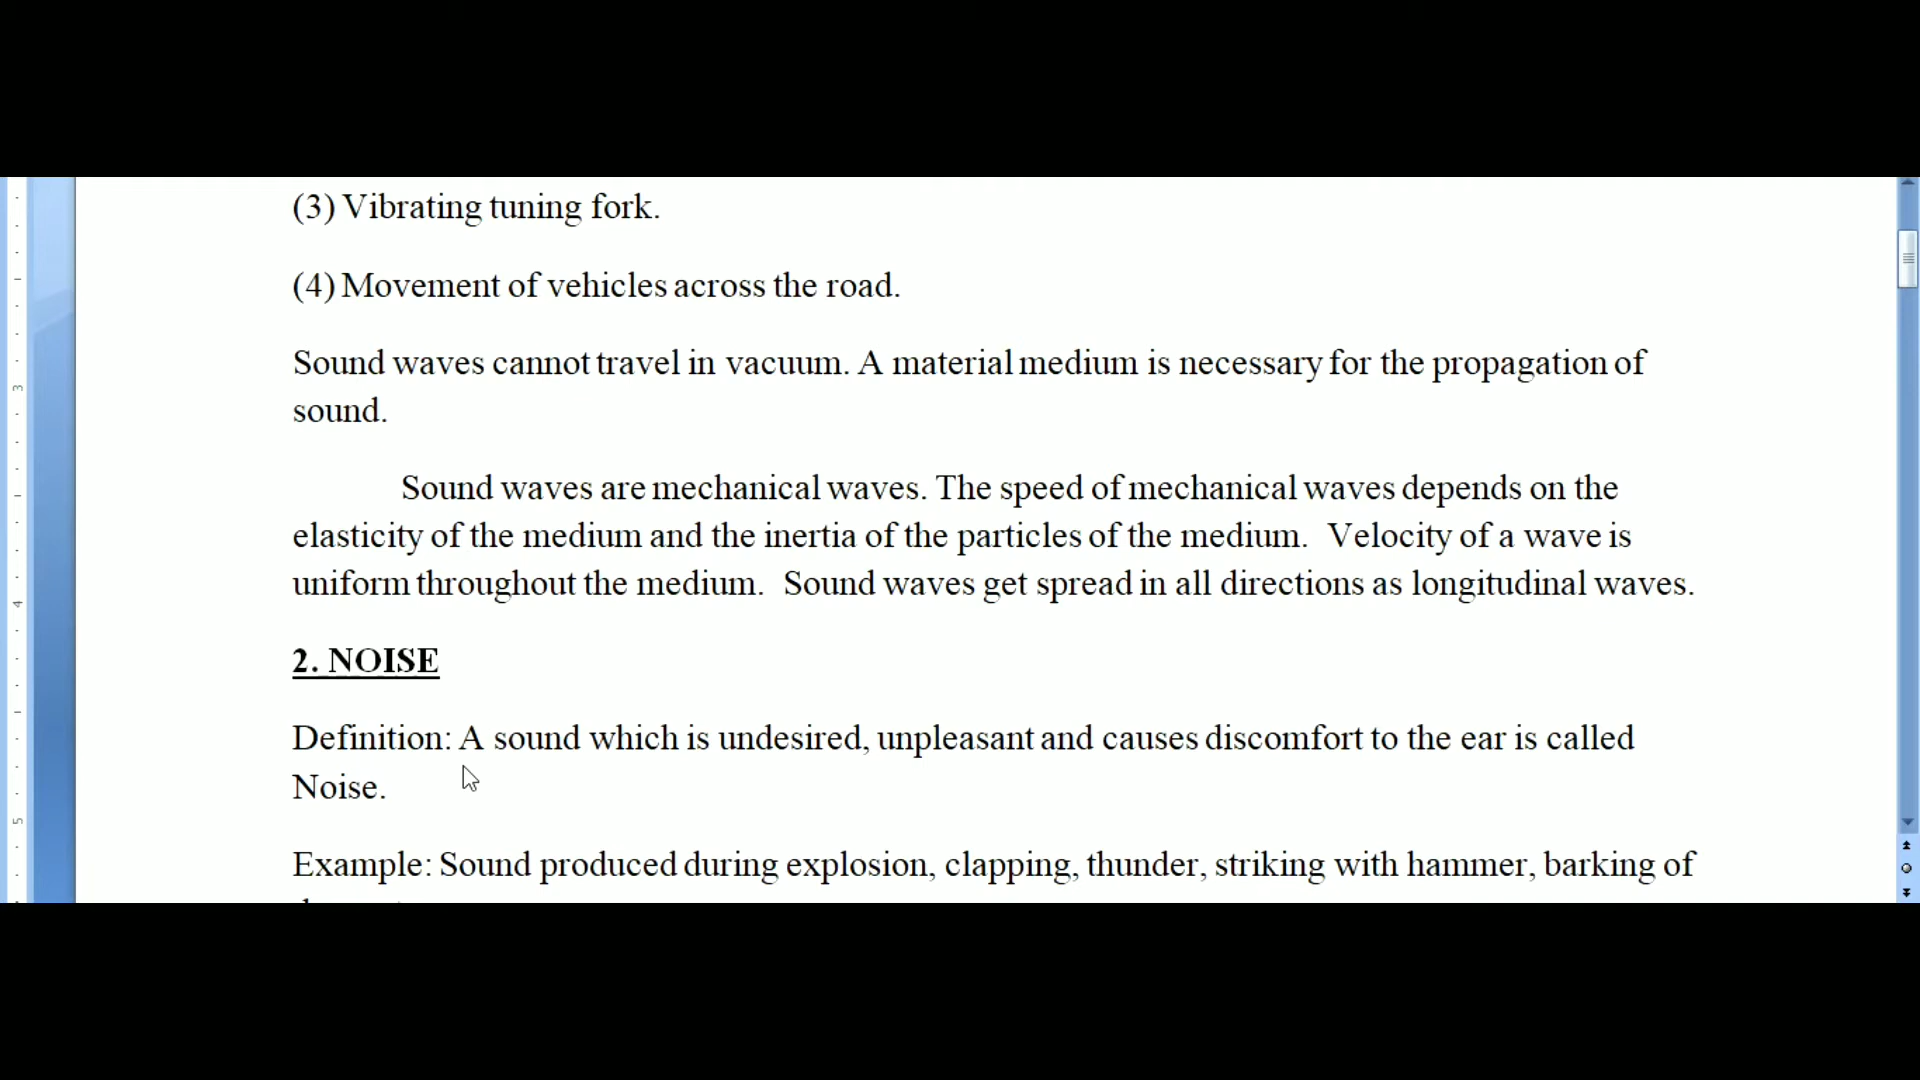 (3) Vibrating tuning fork.
(4) Movement of vehicles across the road.
Sound waves cannot travel in vacuum. A material medium is necessary for the propagation of
sound.
Sound waves are mechanical waves. The speed of mechanical waves depends on the
elasticity of the medium and the inertia of the particles of the medium. Velocity of a wave is
uniform throughout the medium. Sound waves get spread in all directions as longitudinal waves.
2. NOISE
Definition: A sound which is undesired, unpleasant and causes discomfort to the ear is called
Noise.
Example: Sound produced during explosion, clapping, thunder, striking with hammer, barking of
3
4
5